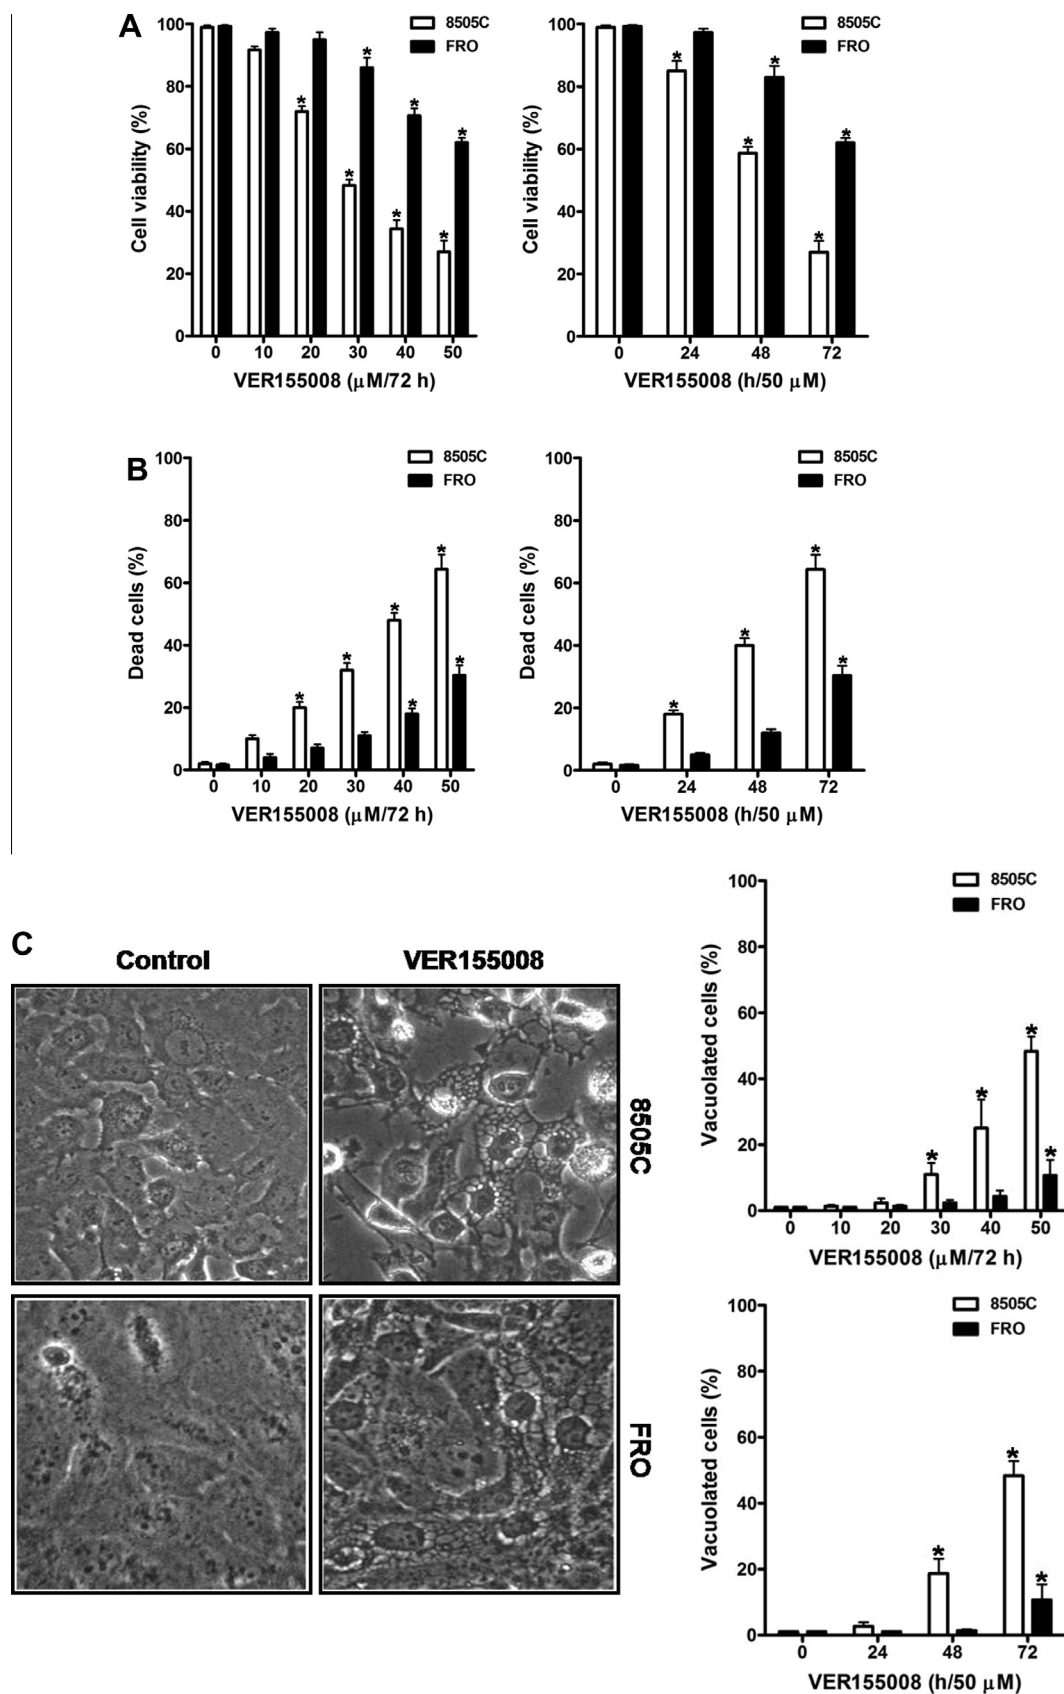 A
100
80
60
40
20
0
Cell viability (%)
8505C
FRO
*
*
*
*
*
*
*
*
0 10 20 30 40 50
VER155008 (μM/72 h)
100
80
60
40
20
0
Cell viability (%)
8505C
FRO
*
*
*
*
*
0 24 48 72
VER155008 (h/50 μM)
B
100
80
60
40
20
0
Dead cells (%)
8505C
FRO
*
*
*
*
*
*
0 10 20 30 40 50
VER155008 (μM/72 h)
100
80
60
40
20
0
Dead cells (%)
8505C
FRO
*
*
*
*
0 24 48 72
VER155008 (h/50 μM)
C
Control
VER155008
8505C
FRO
100
80
60
40
20
0
Vacuolated cells (%)
8505C
FRO
*
*
*
*
0 10 20 30 40 50
VER155008 (μM/72 h)
100
80
60
40
20
0
Vacuolated cells (%)
8505C
FRO
*
*
*
0 24 48 72
VER155008 (h/50 μM)